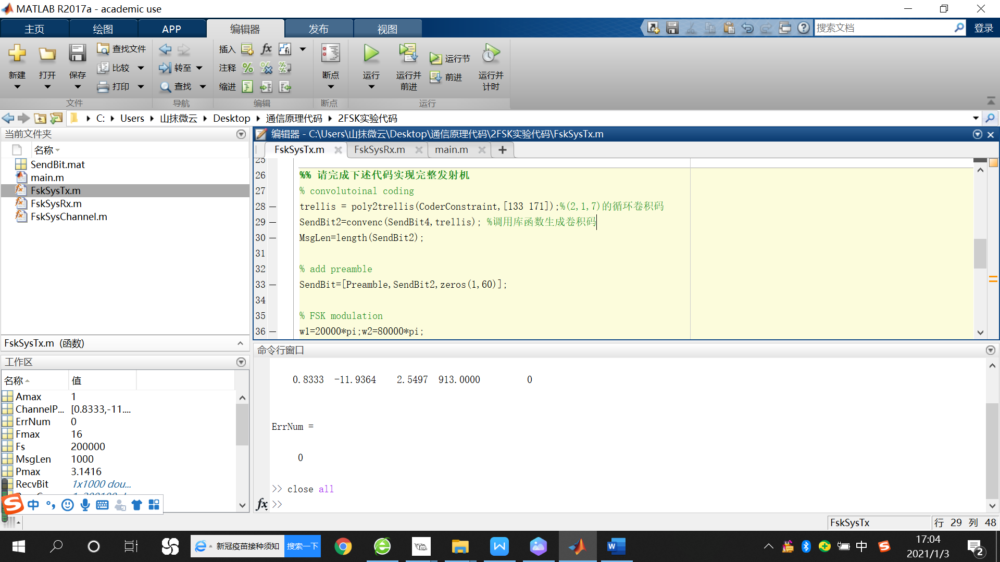 MATLAB R2017a - academic use
主页
绘图
APP
编辑器
发布
视图
搜索文档
登录
新建
打开
保存
查找文件
比较
打印
文件
转至
查找
导航
插入
fx
fi
注释
缩进
编辑
断点
断点
运行
运行并
前进
运行节
前进
运行并
计时
运行
C:
Users
山抹微云
Desktop
通信原理代码
2FSK实验代码
当前文件夹
名称
SendBit.mat
main.m
FskSysTx.m
FskSysRx.m
FskSysChannel.m
FskSysTx.m (函数)
工作区
名称
值
Amax 1
ChannelP... [0.8333,-11....
ErrNum 0
Fmax 16
Fs 200000
MsgLen 1000
Pmax 3.1416
RecvBit 1x1000 dou...
编辑器 - C:\Users\山抹微云\Desktop\通信原理代码\2FSK实验代码\FskSysTx.m
FskSysTx.m
FskSysRx.m
main.m
25
26 %% 请完成下述代码实现完整发射机
27 % convolutoinal coding
28 — trellis = poly2trellis(CoderConstraint,[133 171]);%(2,1,7)的循环卷积码
29 — SendBit2=convenc(SendBit4,trellis); %调用库函数生成卷积码
30 — MsgLen=length(SendBit2);
31
32 % add preamble
33 — SendBit=[Preamble,SendBit2,zeros(1,60)];
34
35 % FSK modulation
36 — w1=20000*pi;w2=80000*pi;
命令行窗口
0.8333 -11.9364 2.5497 913.0000 0
ErrNum =
0
>> close all
fx >>
中
FskSysTx
行 29 列 48
新冠疫苗接种须知
搜索一下
中
17:04
2021/1/3
2